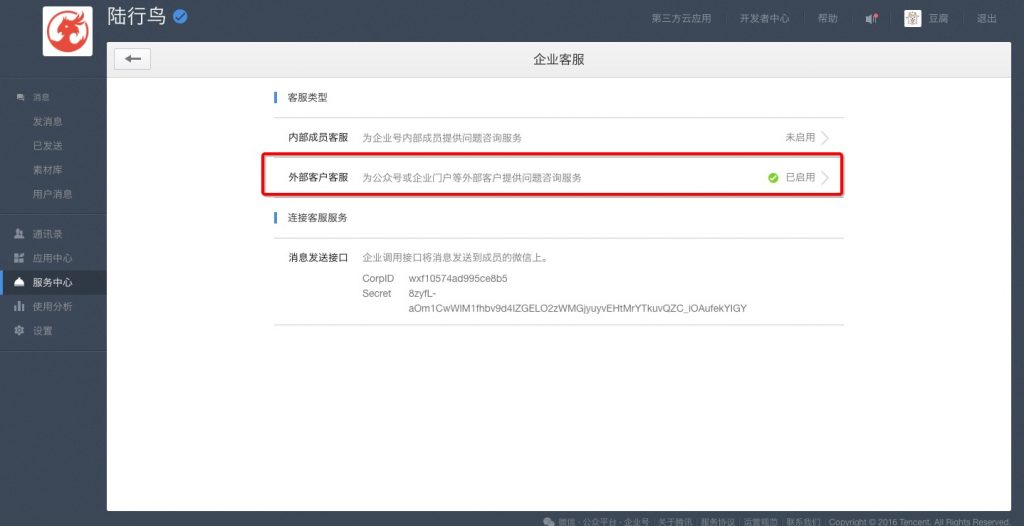 陆行鸟
第三方云应用 开发者中心 帮助 豆腐 退出
企业客服
消息
发消息
已发送
素材库
用户消息
通讯录
应用中心
服务中心
使用分析
设置
客服类型
内部成员客服 为企业号内部成员提供问题咨询服务 未启用
外部客户客服 为公众号或企业门户等外部客户提供问题咨询服务 已启用
连接客服服务
消息发送接口 企业调用接口将消息发送到成员的微信上。
CorpID wxf10574ad995ce8b5
Secret 8zyfL-
aOm1CwWlM1fhbv9d4IZGELO2zWMGjyuyvEHtMrYTkuvQZC_iOAufekYIGY
微信·公众平台·企业号 关于腾讯 服务协议 运营规范 联系我们 Copyright © 2016 Tencent. All Rights Reserved.